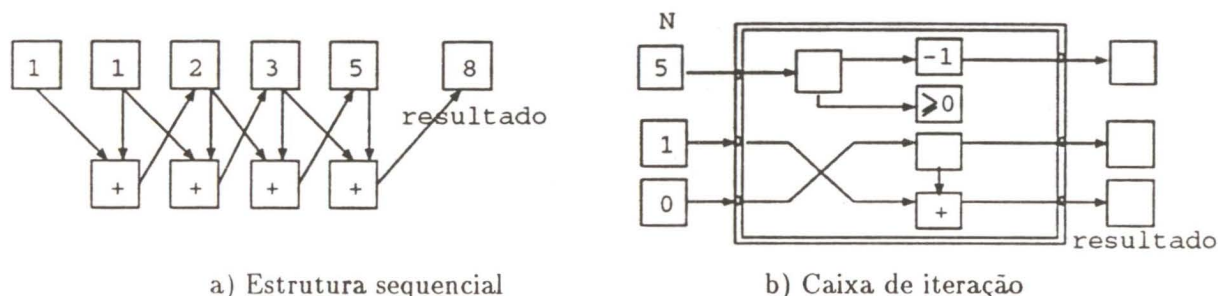 N
1 1 2 3 5 8
5 -1
resultado
≥0
1
+ + + +
0 +
resultado
a) Estrutura sequencial b) Caixa de iteração